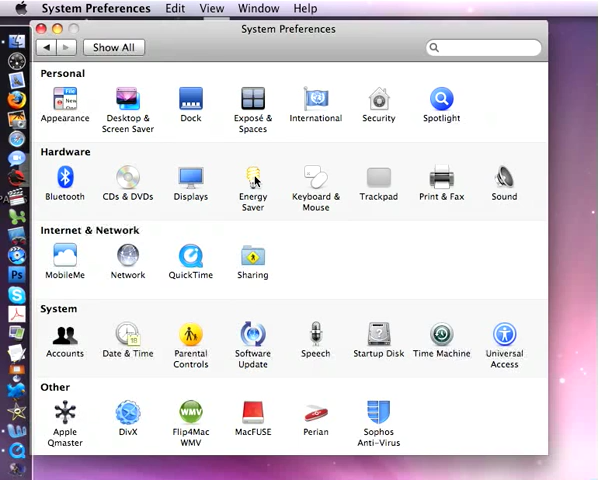 System Preferences Edit View Window Help
System Preferences
Show All
Personal
Appearance Desktop & Screen Saver Dock Exposé & Spaces International Security Spotlight
Hardware
Bluetooth CDs & DVDs Displays Energy Saver Keyboard & Mouse Trackpad Print & Fax Sound
Internet & Network
MobileMe Network QuickTime Sharing
System
Accounts Date & Time Parental Controls Software Update Speech Startup Disk Time Machine Universal Access
18
Other
WMV
Apple Qmaster DivX Flip4Mac WMV MacFUSE Perian Sophos Anti-Virus
Ps